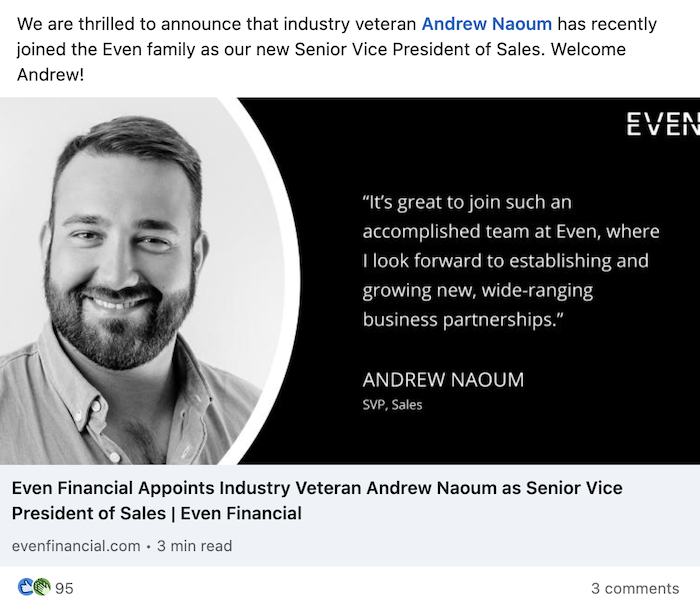 We are thrilled to announce that industry veteran Andrew Naoum has recently
joined the Even family as our new Senior Vice President of Sales. Welcome
Andrew!
EVEN
“It’s great to join such an
accomplished team at Even, where
I look forward to establishing and
growing new, wide-ranging
business partnerships.”
ANDREW NAOUM
SVP, Sales
Even Financial Appoints Industry Veteran Andrew Naoum as Senior Vice
President of Sales | Even Financial
evenfinancial.com • 3 min read
95
3 comments